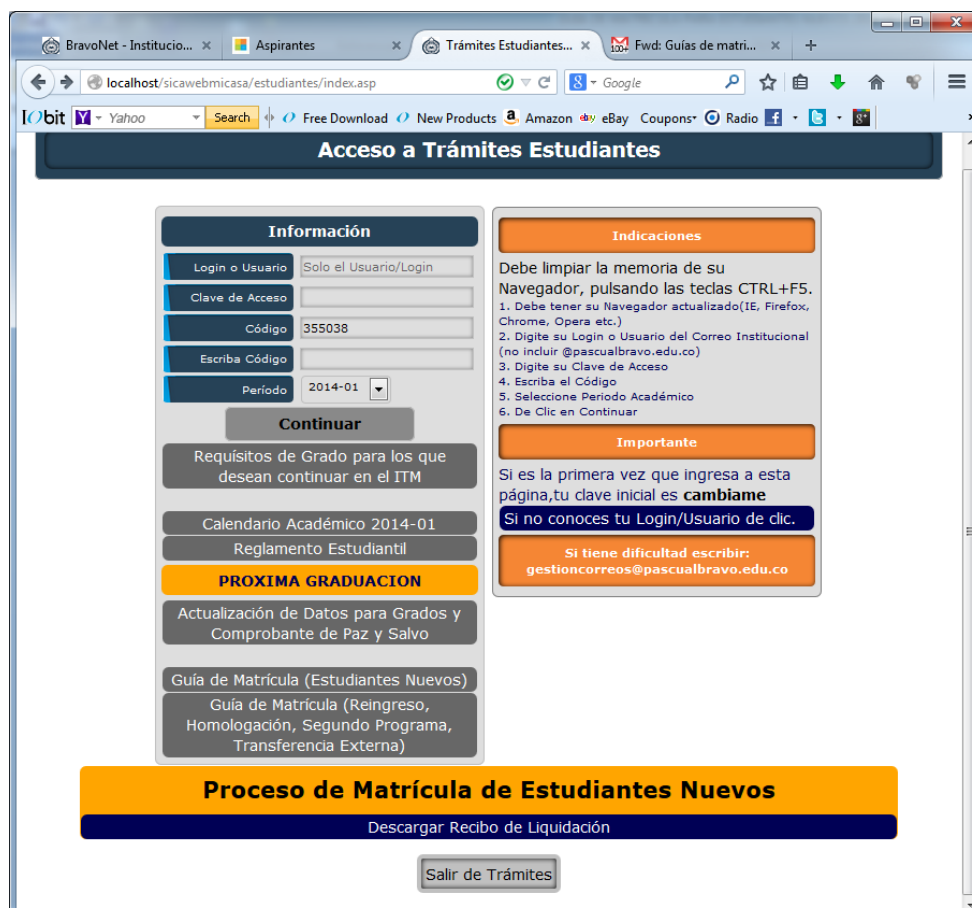 BravoNet - Institucio...
Aspirantes
Trámites Estudiantes...
Fwd: Guías de matri...
localhost/sicawebmicasa/estudiantes/index.asp
Google
IObit
Yahoo
Search
Free Download
New Products
Amazon
eBay
Coupons
Radio
Acceso a Trámites Estudiantes
Información
Login o Usuario
Solo el Usuario/Login
Clave de Acceso
Código
355038
Escriba Código
Período
2014-01
Continuar
Requísitos de Grado para los que
desean continuar en el ITM
Calendario Académico 2014-01
Reglamento Estudiantil
PROXIMA GRADUACION
Actualización de Datos para Grados y
Comprobante de Paz y Salvo
Guía de Matrícula (Estudiantes Nuevos)
Guía de Matrícula (Reingreso,
Homologación, Segundo Programa,
Transferencia Externa)
Indicaciones
Debe limpiar la memoria de su
Navegador, pulsando las teclas CTRL+F5.
1. Debe tener su Navegador actualizado(IE, Firefox,
Chrome, Opera etc.)
2. Digite su Login o Usuario del Correo Institucional
(no incluir @pascualbravo.edu.co)
3. Digite su Clave de Acceso
4. Escriba el Código
5. Seleccione Periodo Académico
6. De Clic en Continuar
Importante
Si es la primera vez que ingresa a esta
página,tu clave inicial es cambiame
Si no conoces tu Login/Usuario de clic.
Si tiene dificultad escribir:
gestioncorreos@pascualbravo.edu.co
Proceso de Matrícula de Estudiantes Nuevos
Descargar Recibo de Liquidación
Salir de Trámites